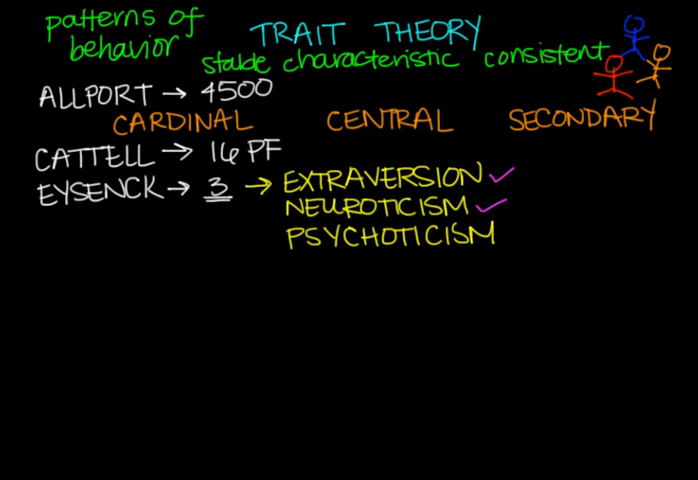 patterns of
behavior
TRAIT THEORY
stable characteristic consistent
ALLPORT → 4500
CARDINAL CENTRAL SECONDARY
CATTELL → 16 PF
EYSENCK → 3 → EXTRAVERSION ✓
NEUROTICISM ✓
PSYCHOTICISM